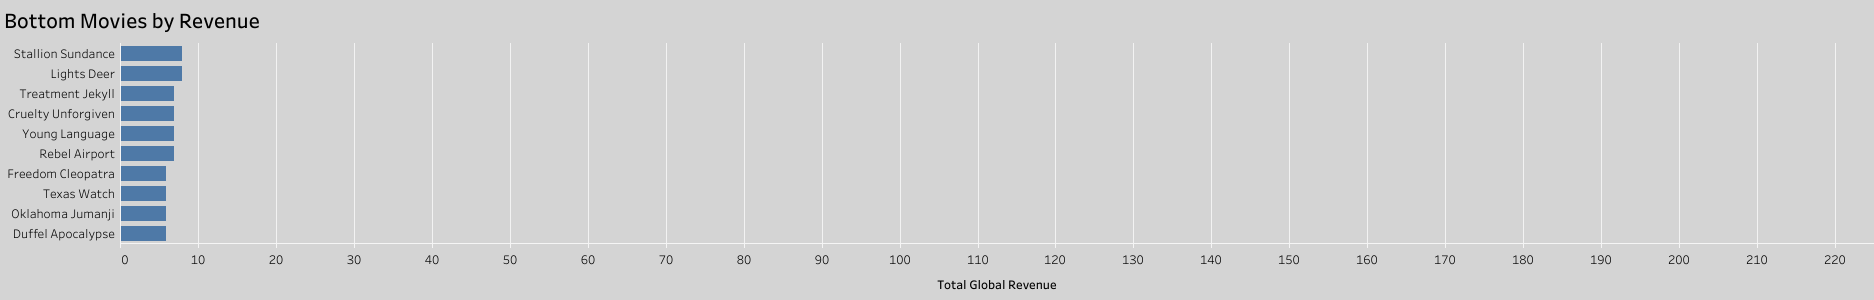 Bottom Movies by Revenue
Stallion Sundance
Lights Deer
Treatment Jekyll
Cruelty Unforgiven
Young Language
Rebel Airport
Freedom Cleopatra
Texas Watch
Oklahoma Jumanji
Duffel Apocalypse
0 10 20 30 40 50 60 70 80 90 100 110 120 130 140 150 160 170 180 190 200 210 220
Total Global Revenue